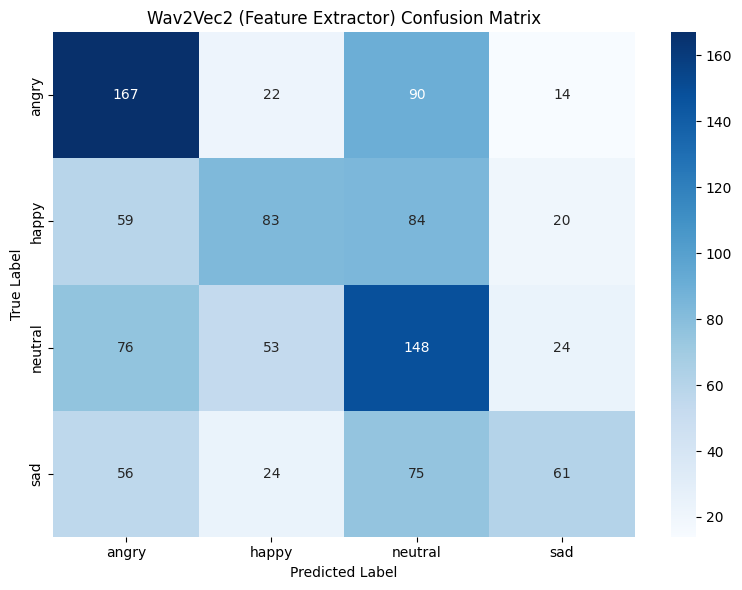 Wav2Vec2 (Feature Extractor) Confusion Matrix
True Label
angry 167 22 90 14
happy 59 83 84 20
neutral 76 53 148 24
sad 56 24 75 61
angry happy neutral sad
Predicted Label
160
140
120
100
80
60
40
20